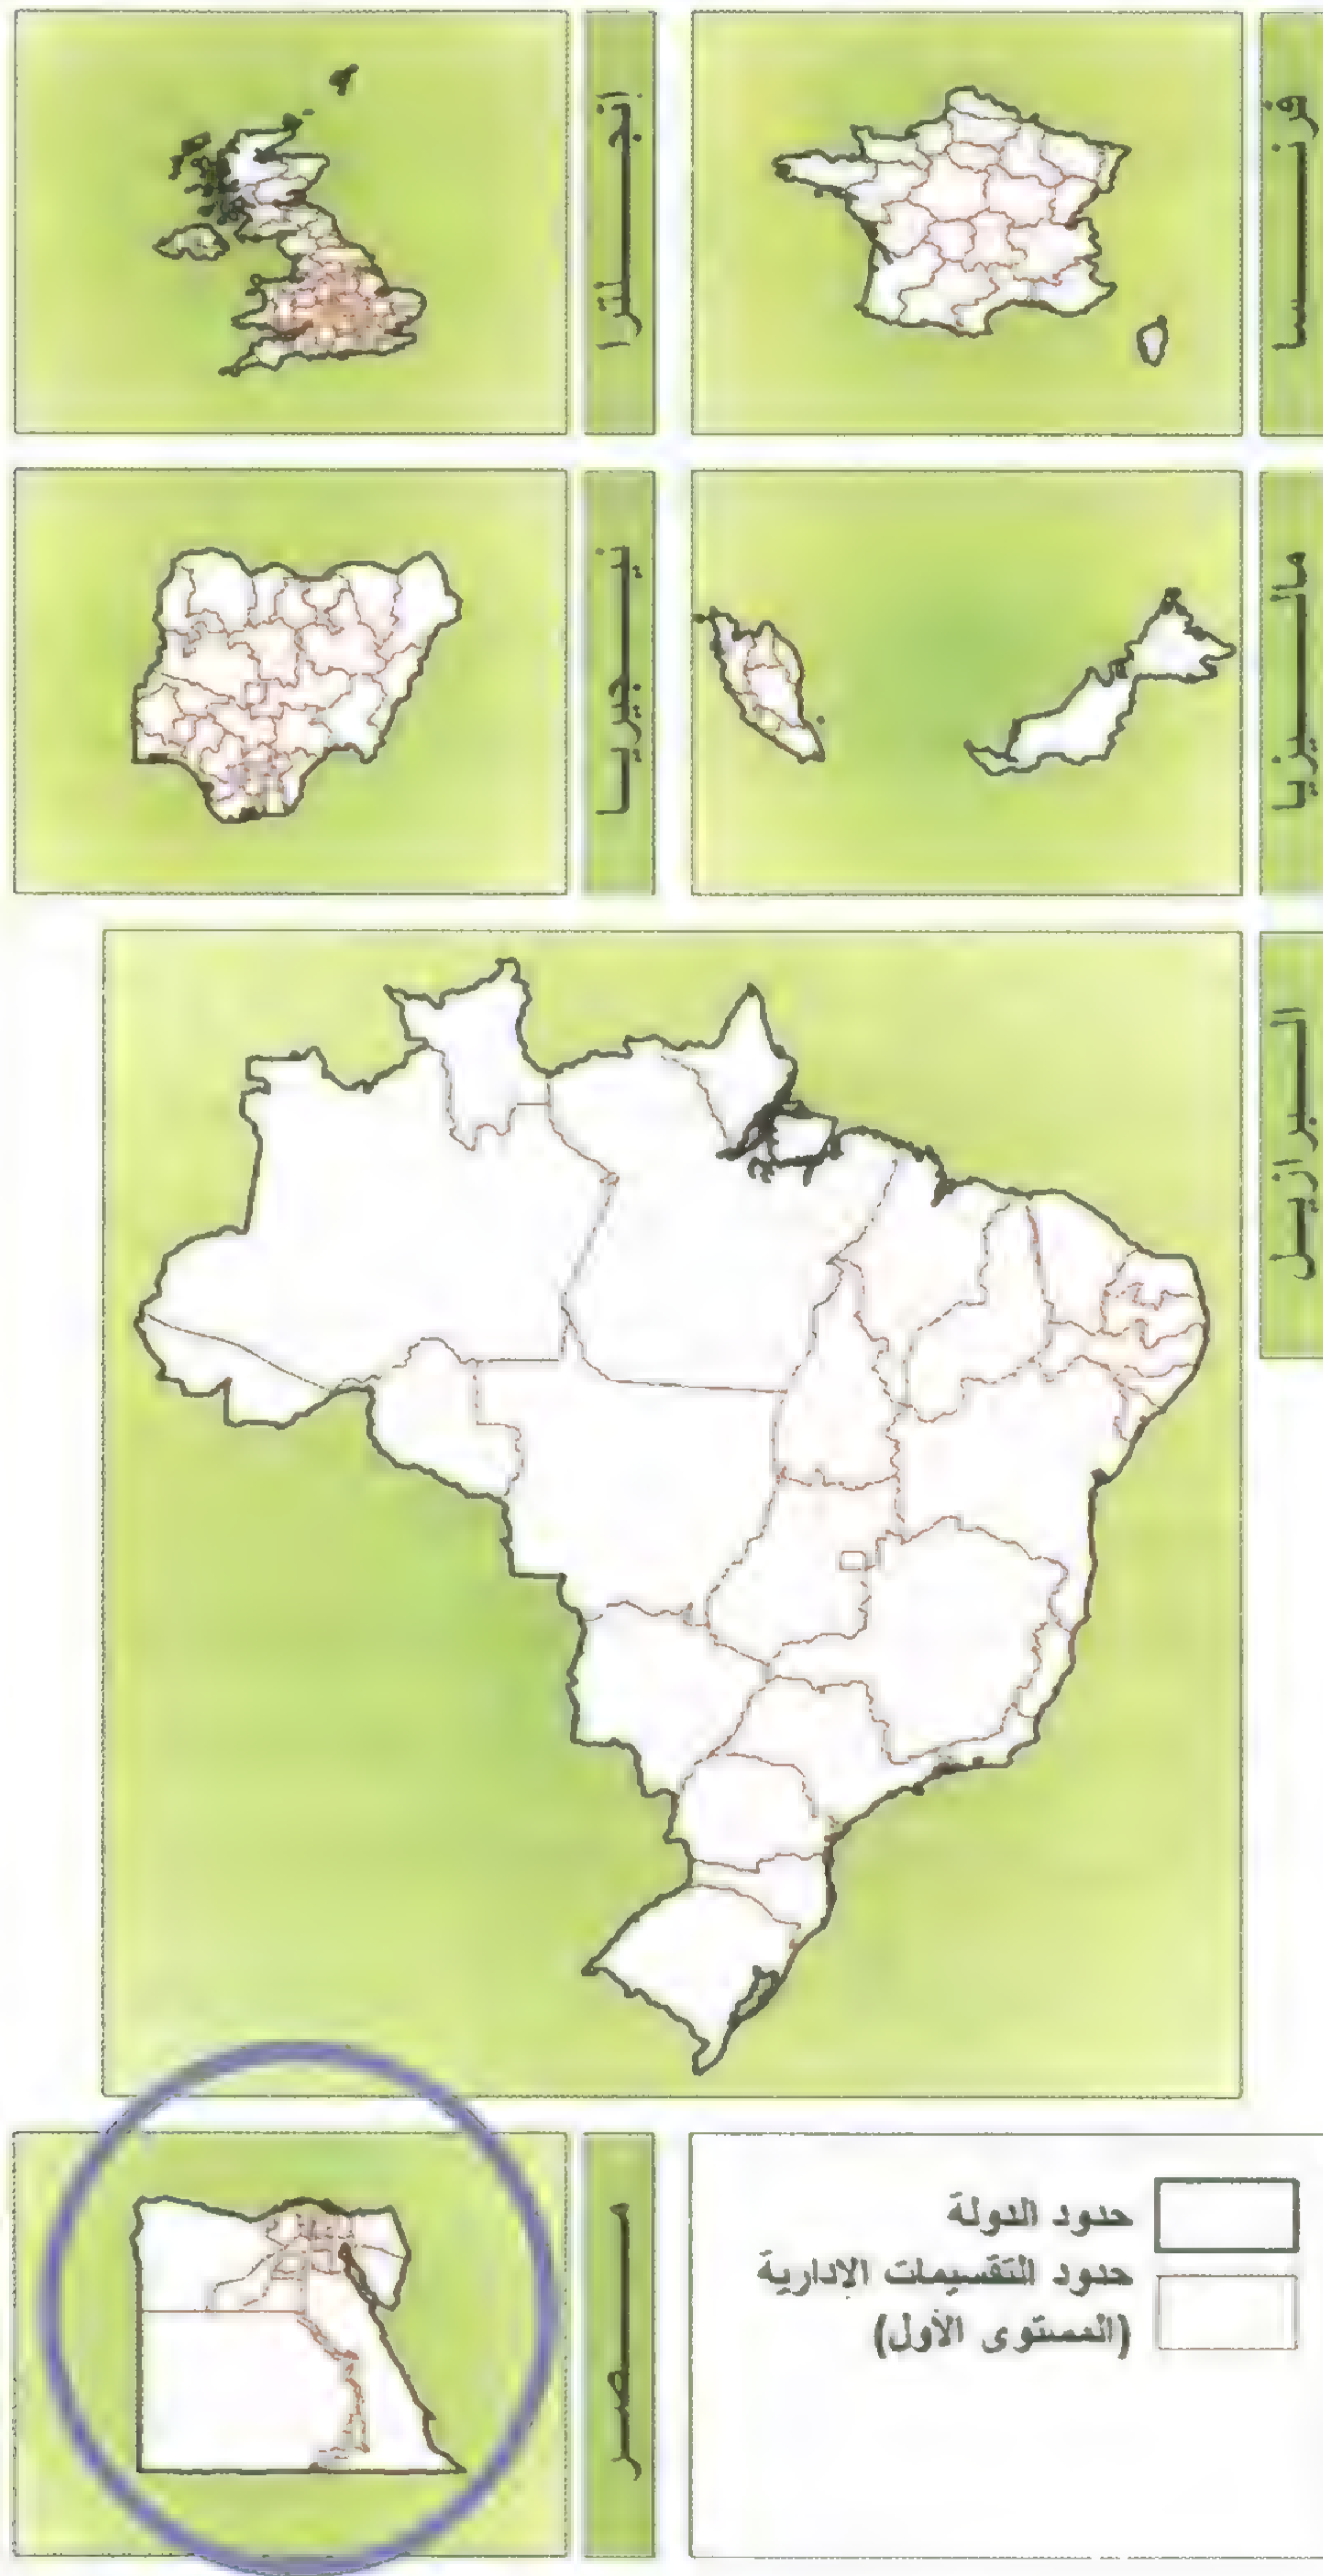 فرنسا
إنجلترا
ماليزيا
نيجيريا
البرازيل
مصر
حدود الدولة
حدود التقسيمات الإدارية
(المستوى الأول)